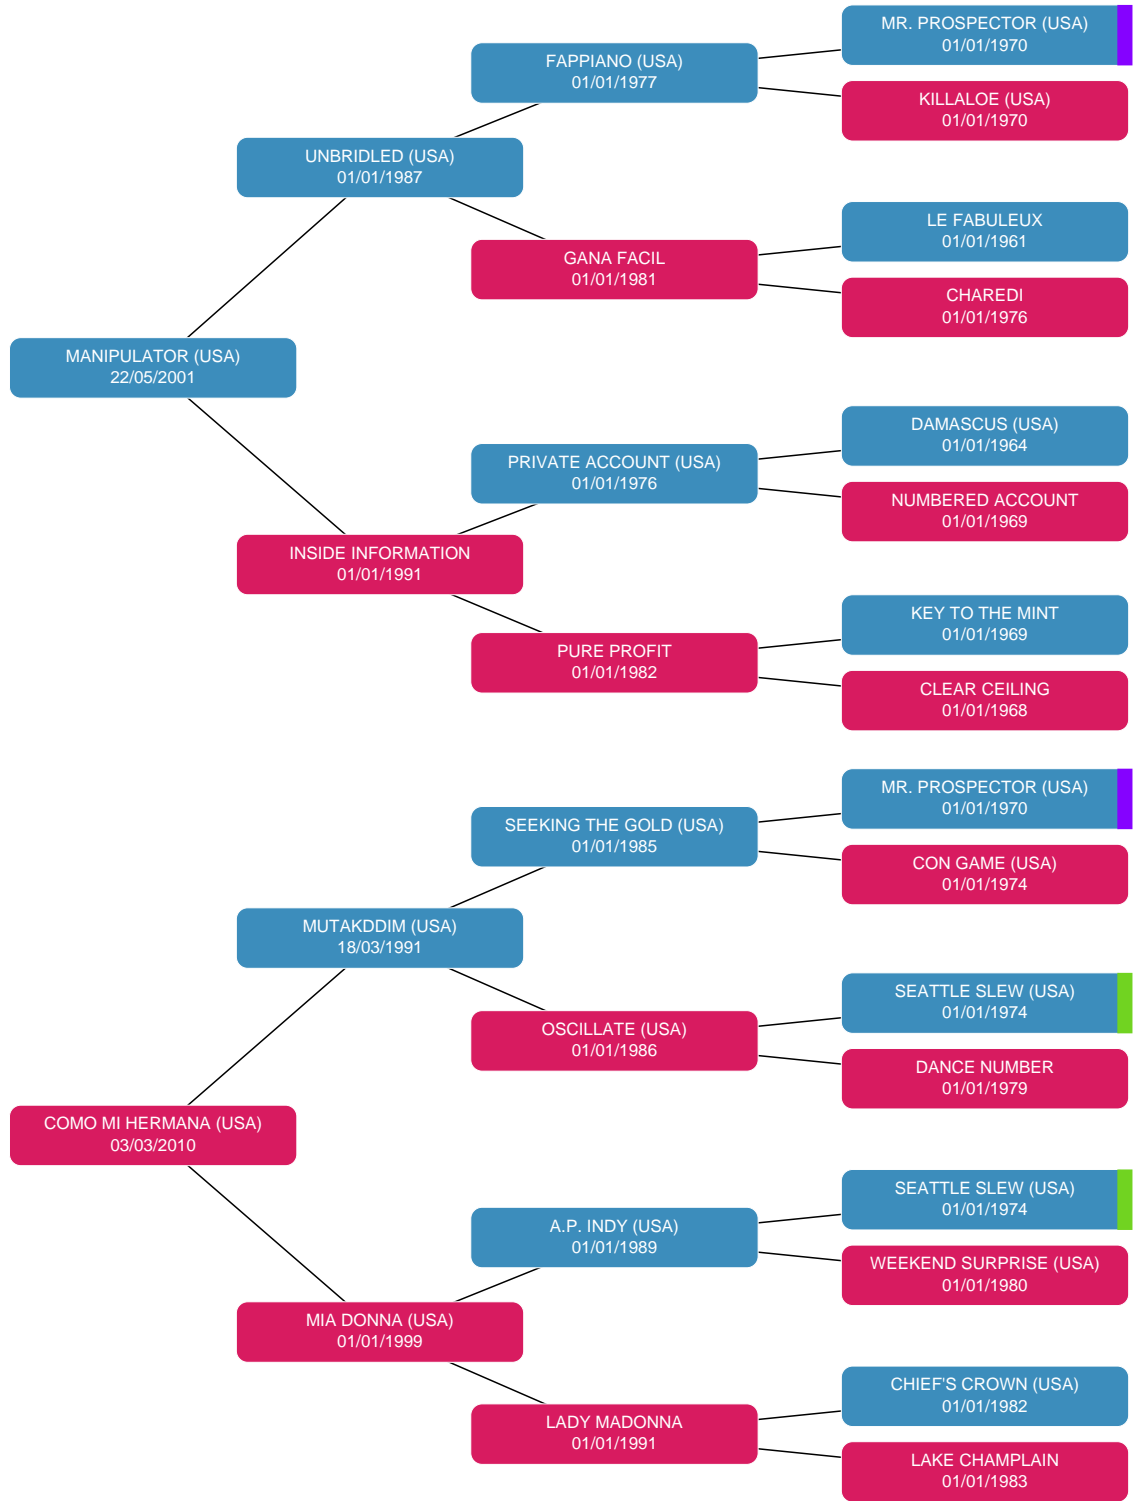 MR. PROSPECTOR (USA)
01/01/1970
FAPPIANO (USA)
01/01/1977
KILLALOE (USA)
01/01/1970
UNBRIDLED (USA)
01/01/1987
LE FABULEUX
01/01/1961
GANA FACIL
01/01/1981
CHAREDI
01/01/1976
MANIPULATOR (USA)
22/05/2001
DAMASCUS (USA)
01/01/1964
PRIVATE ACCOUNT (USA)
01/01/1976
NUMBERED ACCOUNT
01/01/1969
INSIDE INFORMATION
01/01/1991
KEY TO THE MINT
01/01/1969
PURE PROFIT
01/01/1982
CLEAR CEILING
01/01/1968
MR. PROSPECTOR (USA)
01/01/1970
SEEKING THE GOLD (USA)
01/01/1985
CON GAME (USA)
01/01/1974
MUTAKDDIM (USA)
18/03/1991
SEATTLE SLEW (USA)
01/01/1974
OSCILLATE (USA)
01/01/1986
DANCE NUMBER
01/01/1979
COMO MI HERMANA (USA)
03/03/2010
SEATTLE SLEW (USA)
01/01/1974
A.P. INDY (USA)
01/01/1989
WEEKEND SURPRISE (USA)
01/01/1980
MIA DONNA (USA)
01/01/1999
CHIEF'S CROWN (USA)
01/01/1982
LADY MADONNA
01/01/1991
LAKE CHAMPLAIN
01/01/1983